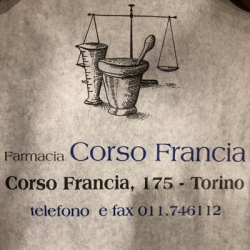 Farmacia Corso Francia
Corso Francia, 175 - Torino
telefono e fax 011.746112